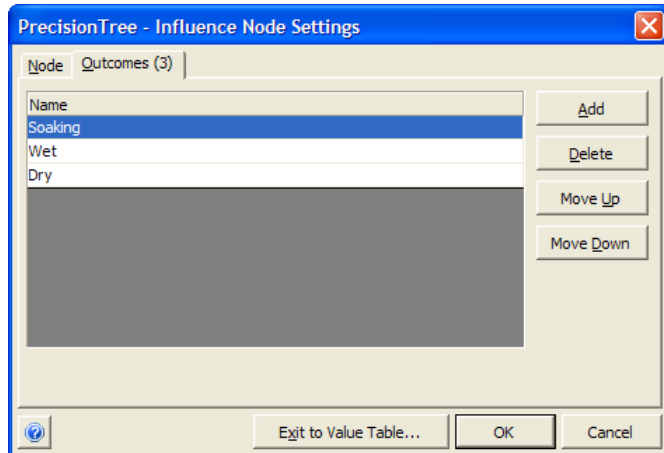 PrecisionTree - Influence Node Settings
Node Outcomes (3)
Name
Soaking
Wet
Dry
Add
Delete
Move Up
Move Down
Exit to Value Table...
OK
Cancel